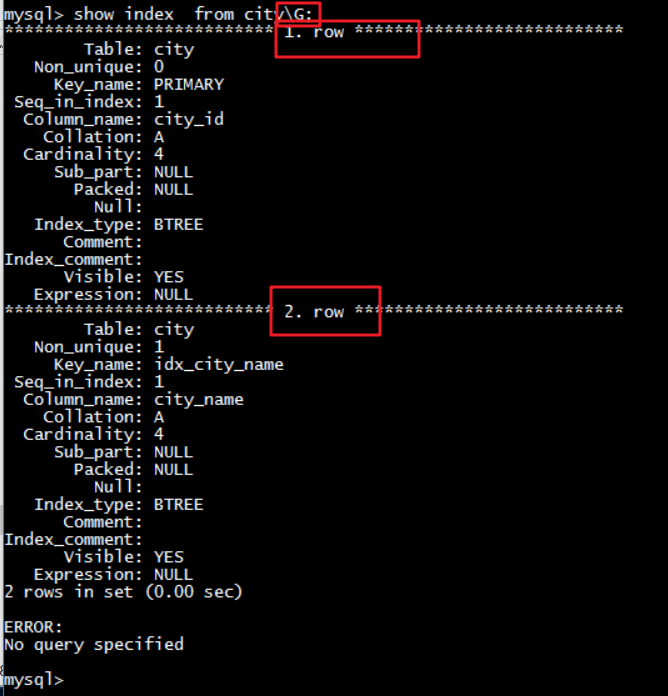 mysql> show index  from city\G;
*************************** 1. row ***************************
        Table: city
   Non_unique: 0
     Key_name: PRIMARY
 Seq_in_index: 1
  Column_name: city_id
    Collation: A
  Cardinality: 4
     Sub_part: NULL
       Packed: NULL
         Null:
   Index_type: BTREE
      Comment:
Index_comment:
      Visible: YES
   Expression: NULL
*************************** 2. row ***************************
        Table: city
   Non_unique: 1
     Key_name: idx_city_name
 Seq_in_index: 1
  Column_name: city_name
    Collation: A
  Cardinality: 4
     Sub_part: NULL
       Packed: NULL
         Null:
   Index_type: BTREE
      Comment:
Index_comment:
      Visible: YES
   Expression: NULL
2 rows in set (0.00 sec)
ERROR:
No query specified
mysql>